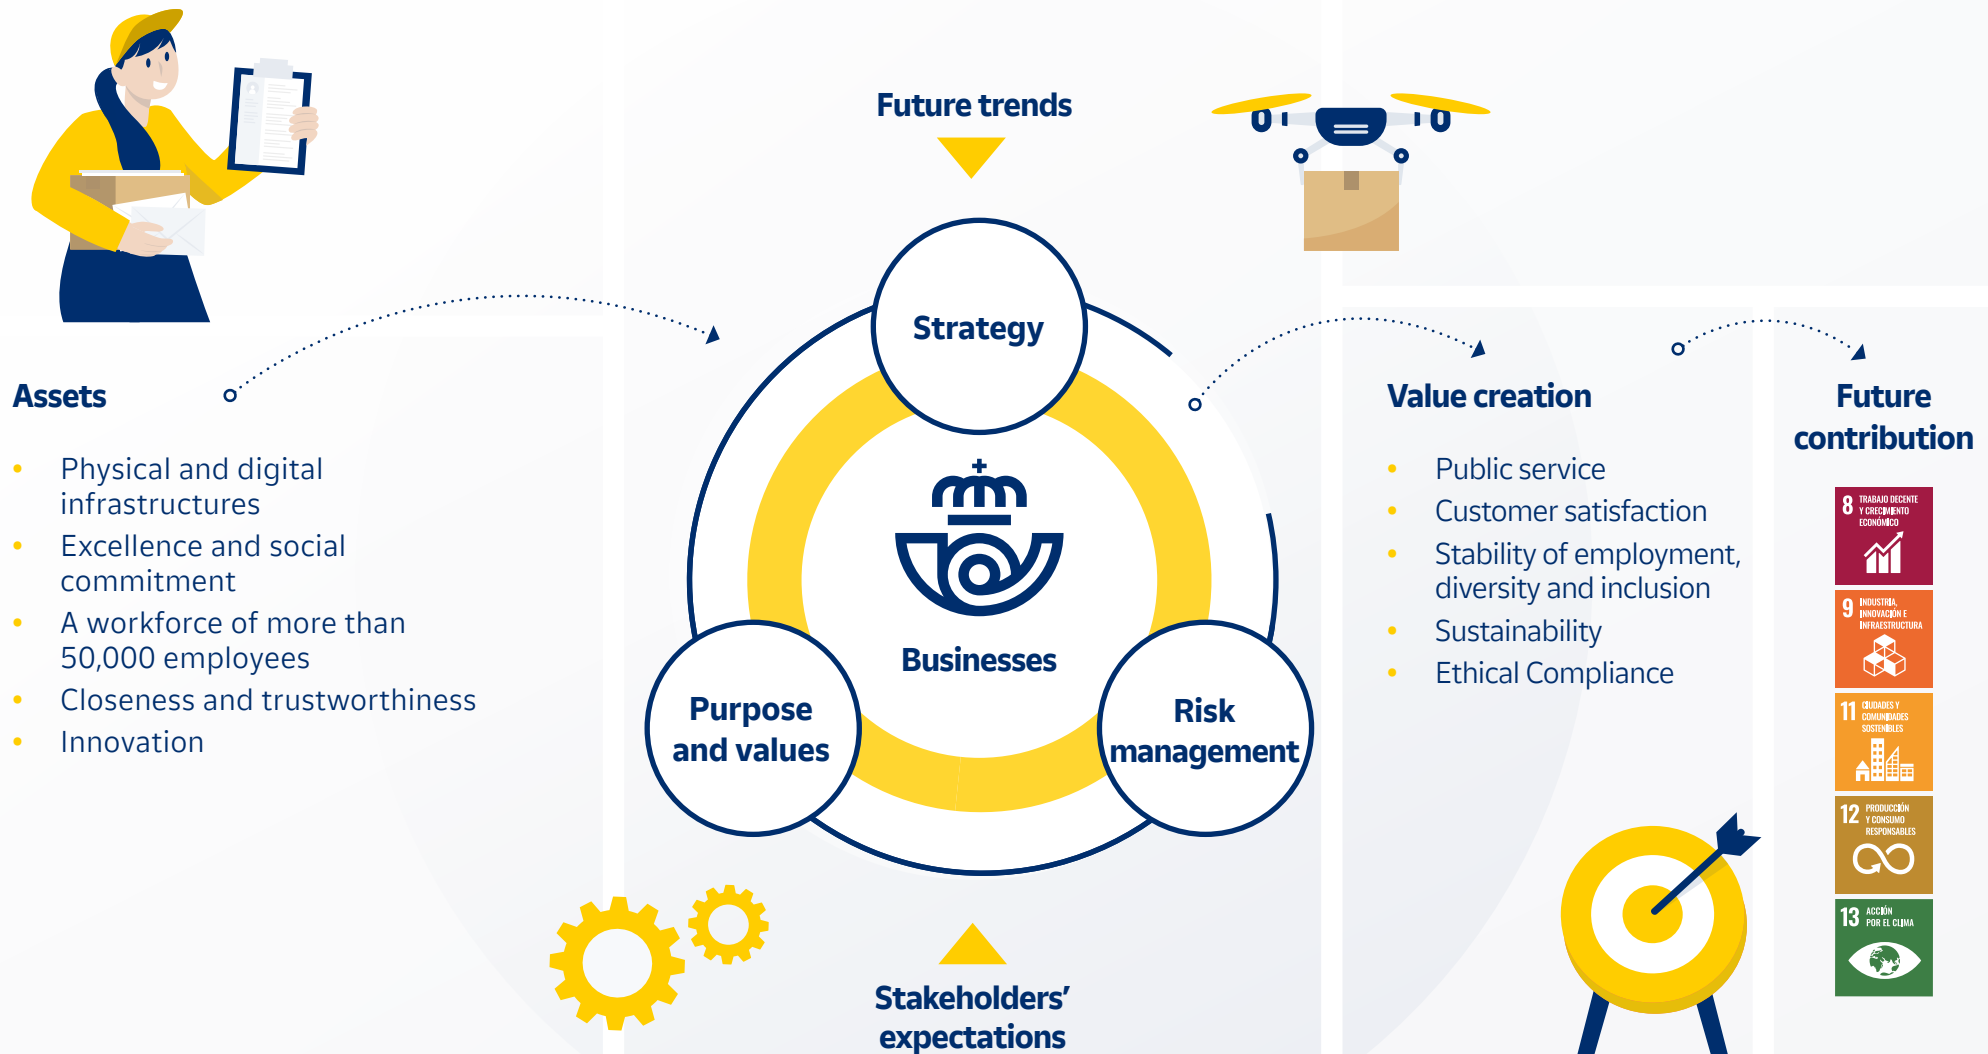 Assets
• Physical and digital
infrastructures
• Excellence and social
commitment
• A workforce of more than
50,000 employees
• Closeness and trustworthiness
• Innovation
Future trends
Strategy
Businesses
Purpose
and values
Risk
management
Stakeholders’
expectations
Value creation
• Public service
• Customer satisfaction
• Stability of employment,
diversity and inclusion
• Sustainability
• Ethical Compliance
Future
contribution
8 TRABAJO DECENTE
Y CRECIMIENTO
ECONÓMICO
9 INDUSTRIA,
INNOVACIÓN E
INFRAESTRUCTURA
11 CIUDADES Y
COMUNIDADES
SOSTENIBLES
12 PRODUCCIÓN
Y CONSUMO
RESPONSABLES
13 ACCIÓN
POR EL CLIMA